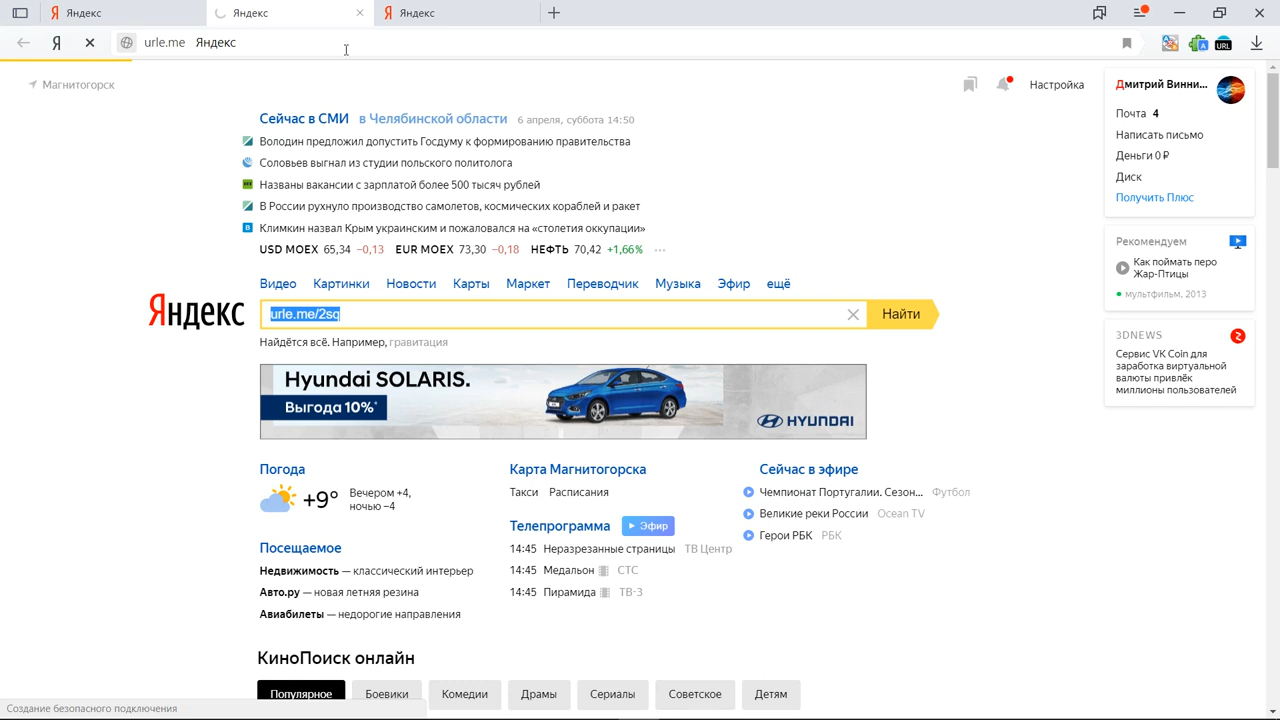 Яндекс
Яндекс
Яндекс
Я
urle.me Яндекс
URL
Магнитогорск
Настройка
Сейчас в СМИ в Челябинской области 6 апреля, суббота 14:50
Володин предложил допустить Госдуму к формированию правительства
Соловьев выгнал из студии польского политолога
Названы вакансии с зарплатой более 500 тысяч рублей
В России рухнуло производство самолетов, космических кораблей и ракет
Климкин назвал Крым украинским и пожаловался на «столетия оккупации»
USD MOEX 65,34 −0,13 EUR MOEX 73,30 −0,18 НЕФТЬ 70,42 +1,66% ···
Видео Картинки Новости Карты Маркет Переводчик Музыка Эфир ещё
Яндекс urle.me/2sq Найти
Найдётся всё. Например, гравитация
Hyundai SOLARIS.
Выгода 10%*
HYUNDAI
Погода
+9° Вечером +4,
ночью −4
Посещаемое
Недвижимость — классический интерьер
Авто.ру — новая летняя резина
Авиабилеты — недорогие направления
Карта Магнитогорска
Такси Расписания
Телепрограмма Эфир
14:45 Неразрезанные страницы ТВ Центр
14:45 Медальон СТС
14:45 Пирамида ТВ-3
Сейчас в эфире
Чемпионат Португалии. Сезон... Футбол
Великие реки России Ocean TV
Герои РБК РБК
КиноПоиск онлайн
Популярное Боевики Комедии Драмы Сериалы Советское Детям
Дмитрий Винни...
Почта 4
Написать письмо
Деньги 0 ₽
Диск
Получить Плюс
Рекомендуем
Как поймать перо
Жар-Птицы
мультфильм, 2013
3DNEWS
Сервис VK Coin для
заработка виртуальной
валюты привлёк
миллионы пользователей
Создание безопасного подключения